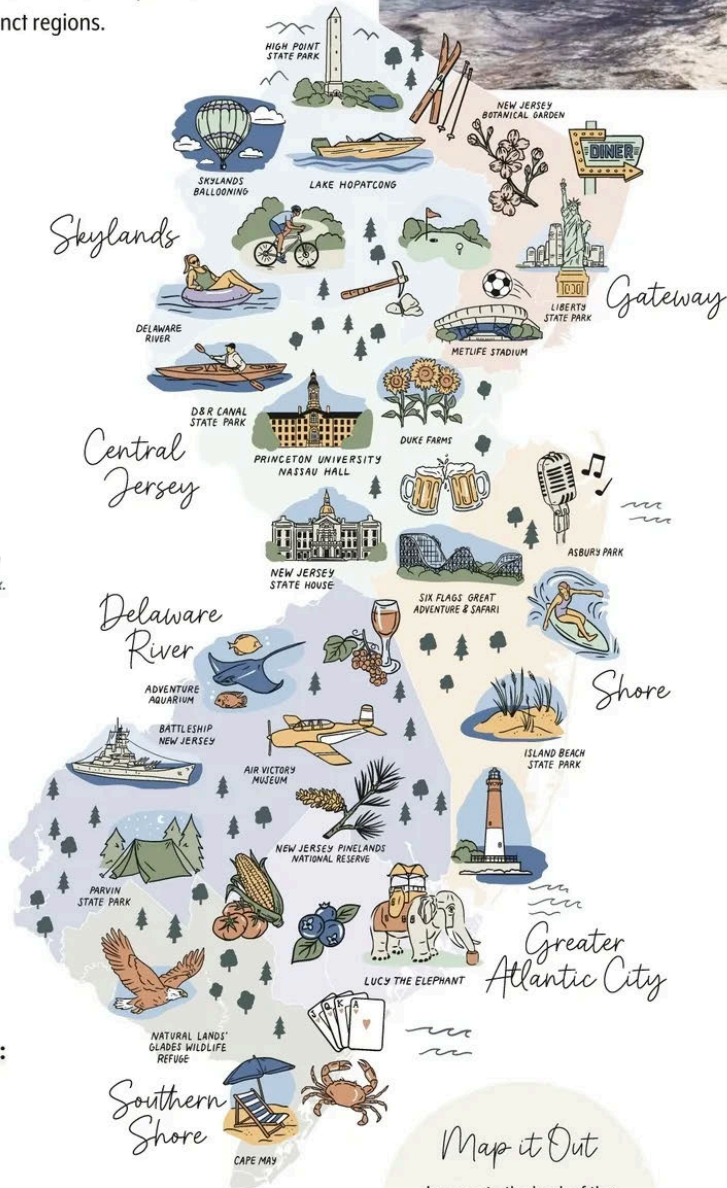 nct regions.
HIGH POINT
STATE PARK
NEW JERSEY
BOTANICAL GARDEN
DINER
SKYLANDS
BALLOONING
LAKE HOPATCONG
Skylands
LIBERTY
STATE PARK
Gateway
DELAWARE
RIVER
METLIFE STADIUM
D&R CANAL
STATE PARK
DUKE FARMS
Central
Jersey
PRINCETON UNIVERSITY
NASSAU HALL
ASBURY PARK
NEW JERSEY
STATE HOUSE
SIX FLAGS GREAT
ADVENTURE & SAFARI
Delaware
River
Shore
ADVENTURE
AQUARIUM
BATTLESHIP
NEW JERSEY
ISLAND BEACH
STATE PARK
AIR VICTORY
MUSEUM
NEW JERSEY PINELANDS
NATIONAL RESERVE
PARVIN
STATE PARK
Greater
Atlantic City
LUCY THE ELEPHANT
J Q K A
NATURAL LANDS'
GLADES WILDLIFE
REFUGE
:
Southern
Shore
CAPE MAY
Map it Out